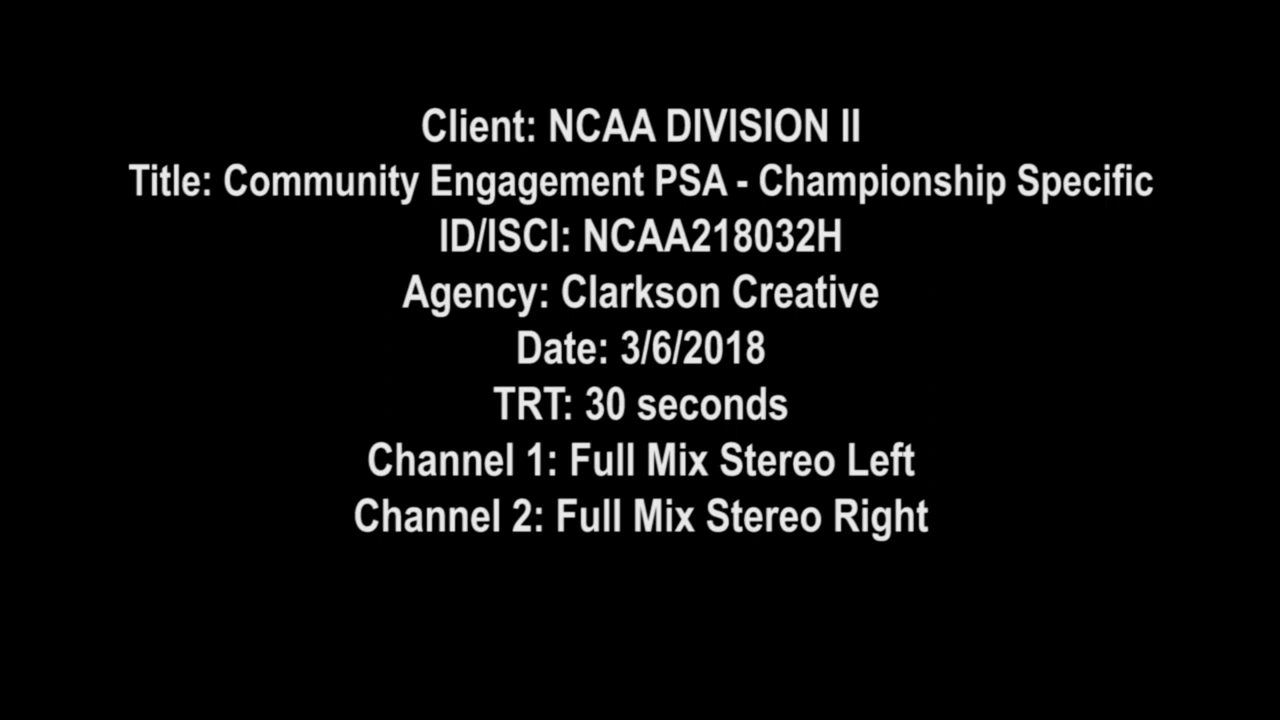 Client: NCAA DIVISION II
Title: Community Engagement PSA - Championship Specific
ID/ISCI: NCAA218032H
Agency: Clarkson Creative
Date: 3/6/2018
TRT: 30 seconds
Channel 1: Full Mix Stereo Left
Channel 2: Full Mix Stereo Right